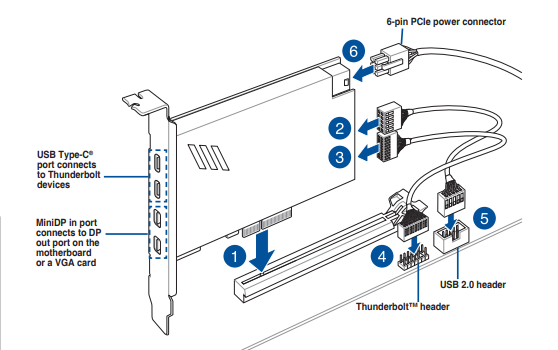 6-pin PCIe power connector
6
2
3
USB Type-C®
port connects
to Thunderbolt
devices
MiniDP in port
connects to DP
out port on the
motherboard
or a VGA card
1
4
5
USB 2.0 header
Thunderbolt™ header